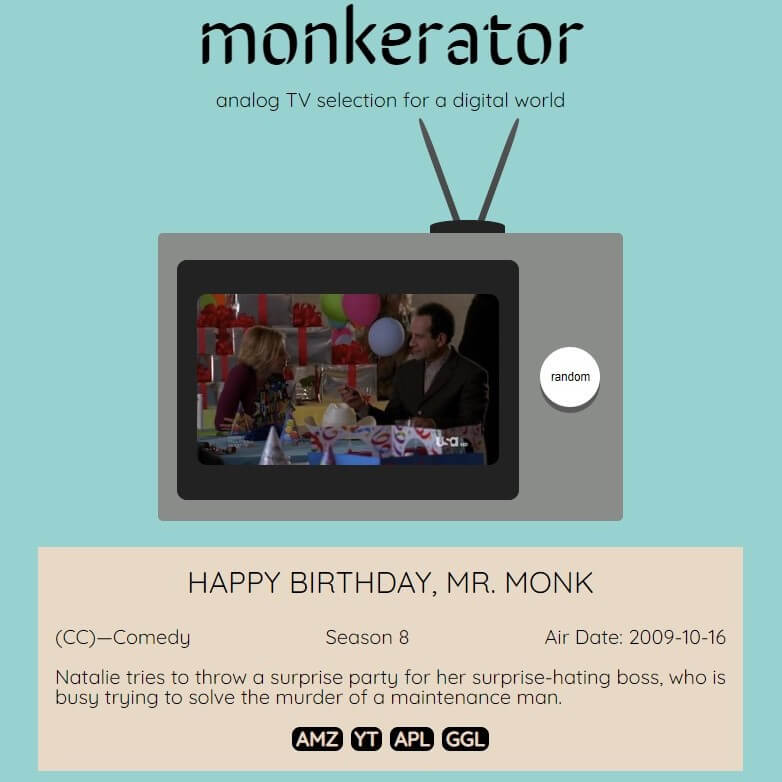 monkerator
analog TV selection for a digital world
random
USA HD
HAPPY BIRTHDAY, MR. MONK
(CC)—Comedy Season 8 Air Date: 2009-10-16
Natalie tries to throw a surprise party for her surprise-hating boss, who is
busy trying to solve the murder of a maintenance man.
AMZ YT APL GGL